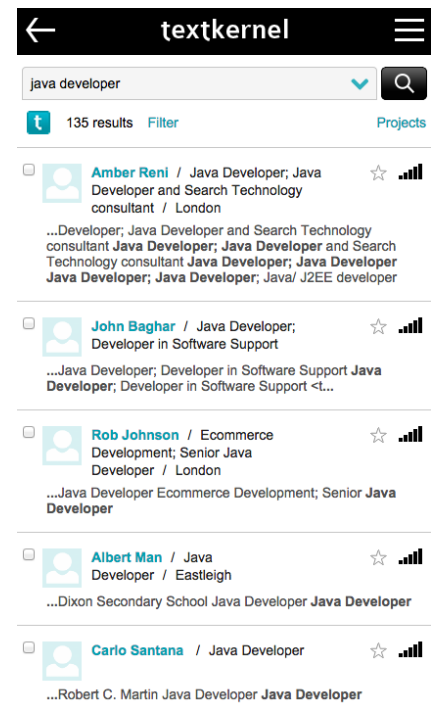 textkernel
java developer
t 135 results Filter Projects
Amber Reni / Java Developer; Java
Developer and Search Technology
consultant / London
...Developer; Java Developer and Search Technology
consultant Java Developer; Java Developer and Search
Technology consultant Java Developer; Java Developer
Java Developer; Java Developer; Java/ J2EE developer
John Baghar / Java Developer;
Developer in Software Support
...Java Developer; Developer in Software Support Java
Developer; Developer in Software Support <t...
Rob Johnson / Ecommerce
Development; Senior Java
Developer / London
...Java Developer Ecommerce Development; Senior Java
Developer
Albert Man / Java
Developer / Eastleigh
...Dixon Secondary School Java Developer Java Developer
Carlo Santana / Java Developer
...Robert C. Martin Java Developer Java Developer